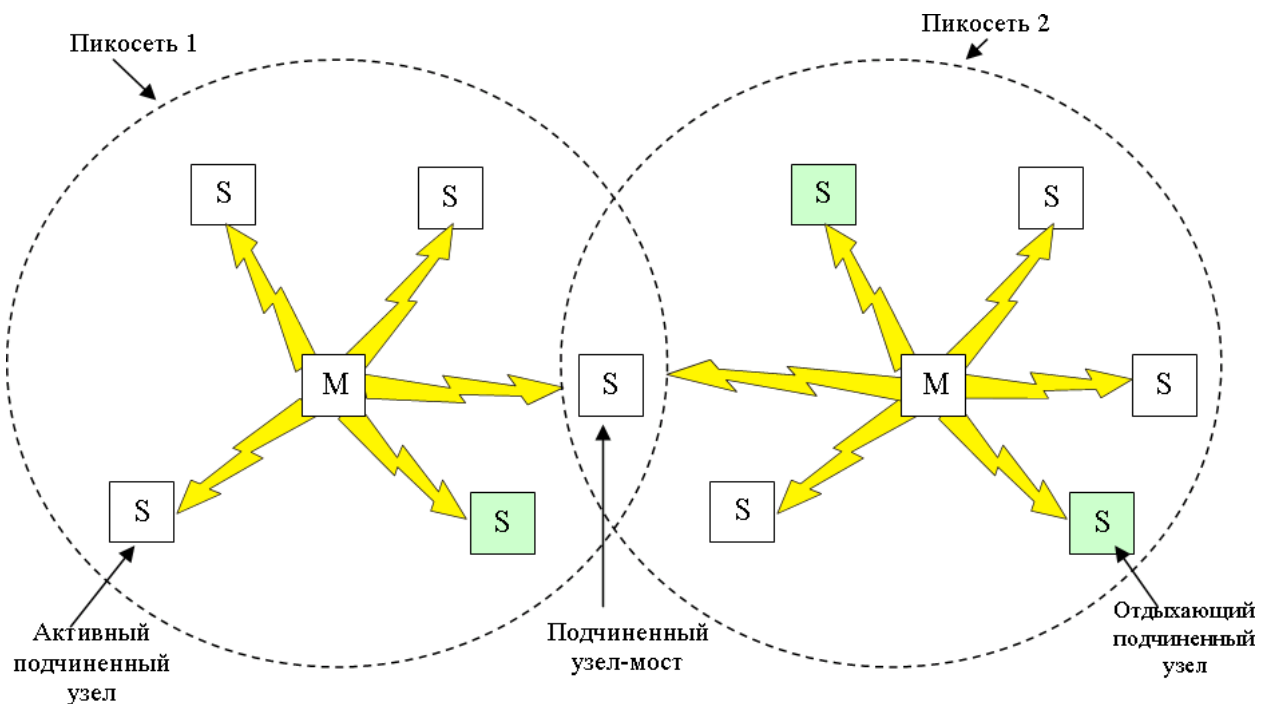 Пикосеть 1
Пикосеть 2
S
S
S
S
M
S
M
S
S
S
S
S
Активный
подчиненный
узел
Подчиненный
узел-мост
Отдыхающий
подчиненный
узел